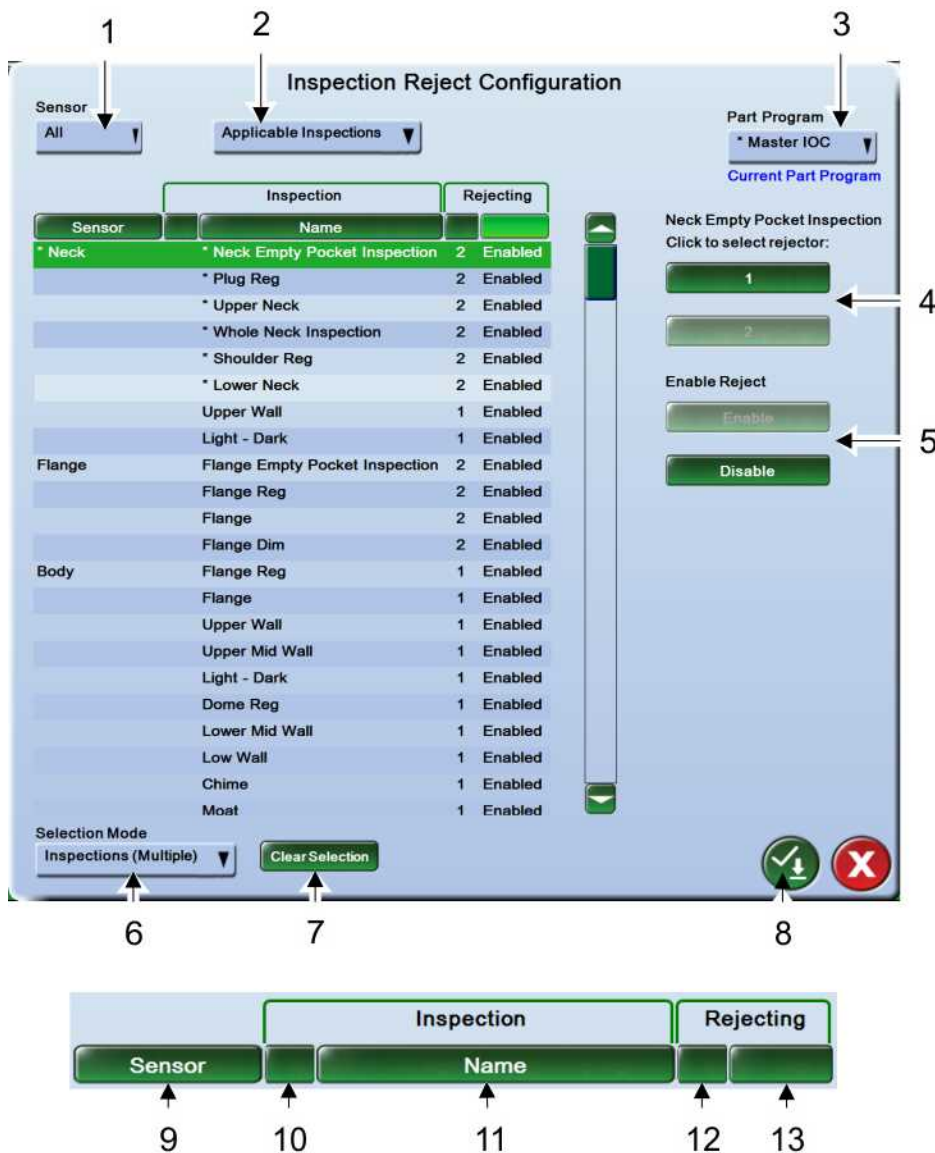 1 2 3
Inspection Reject Configuration
Sensor
All
Applicable Inspections
Part Program
* Master IOC
Current Part Program
Inspection Rejecting
Sensor Name
* Neck * Neck Empty Pocket Inspection 2 Enabled
* Plug Reg 2 Enabled
* Upper Neck 2 Enabled
* Whole Neck Inspection 2 Enabled
* Shoulder Reg 2 Enabled
* Lower Neck 2 Enabled
Upper Wall 1 Enabled
Light - Dark 1 Enabled
Flange Flange Empty Pocket Inspection 2 Enabled
Flange Reg 2 Enabled
Flange 2 Enabled
Flange Dim 2 Enabled
Body Flange Reg 1 Enabled
Flange 1 Enabled
Upper Wall 1 Enabled
Upper Mid Wall 1 Enabled
Light - Dark 1 Enabled
Dome Reg 1 Enabled
Lower Mid Wall 1 Enabled
Low Wall 1 Enabled
Chime 1 Enabled
Moat 1 Enabled
Neck Empty Pocket Inspection
Click to select rejector:
1
2
4
Enable Reject
Enable
Disable
5
Selection Mode
Inspections (Multiple)
Clear Selection
X
6 7 8
Inspection Rejecting
Sensor Name
9 10 11 12 13